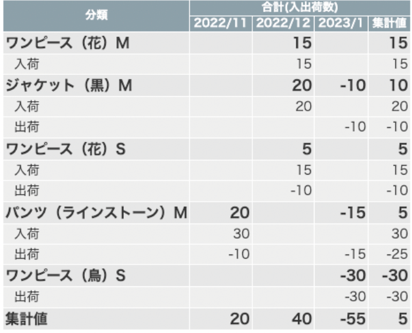 分類 合計(入出荷数)
2022/11 2022/12 2023/1 集計値
ワンピース（花）M 15 15
入荷 15 15
ジャケット（黒）M 20 -10 10
入荷 20 20
出荷 -10 -10
ワンピース（花）S 5 5
入荷 15 15
出荷 -10 -10
パンツ（ラインストーン）M 20 -15 5
入荷 30 30
出荷 -10 -15 -25
ワンピース（鳥）S -30 -30
出荷 -30 -30
集計値 20 40 -55 5